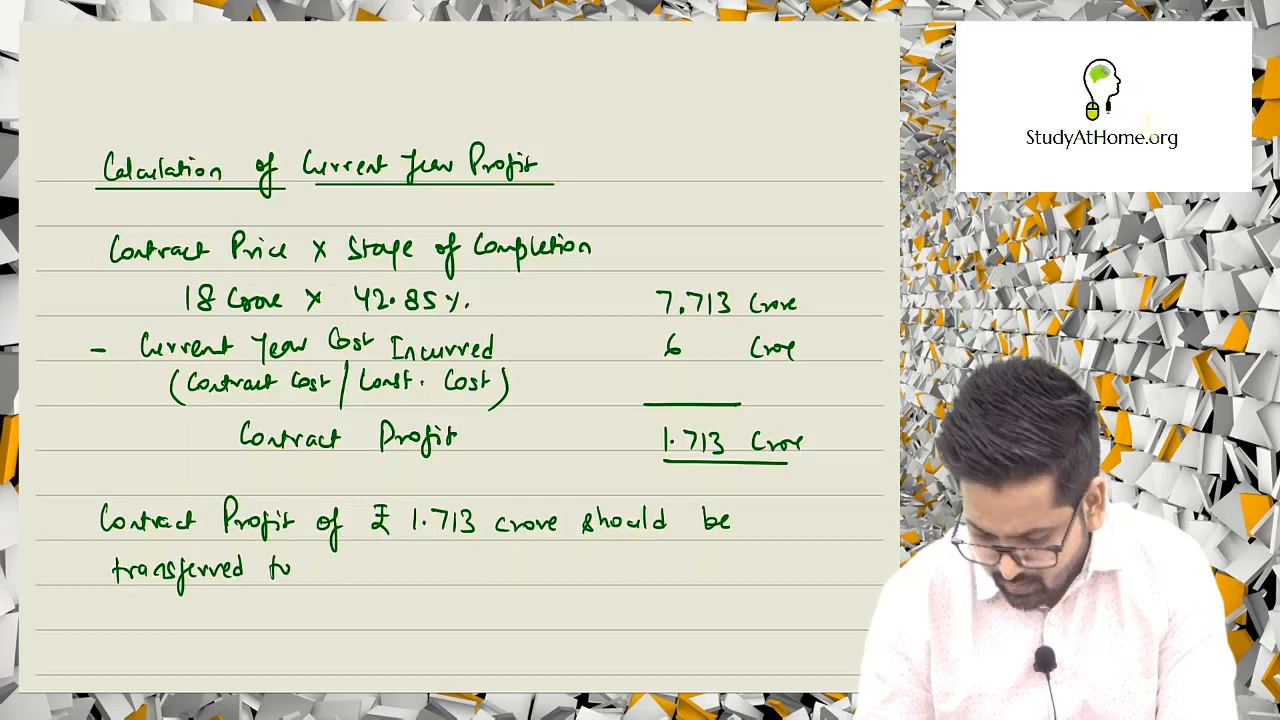 Calculation of Current Year Profit
Contract Price × Stage of Completion
18 Crore × 42.85%. 7.713 Crore
- Current Year Cost Incurred 6 Crore
(Contract Cost / Const. Cost)
Contract Profit 1.713 Crore
Contract Profit of ₹ 1.713 crore should be
transferred to
StudyAtHome.org